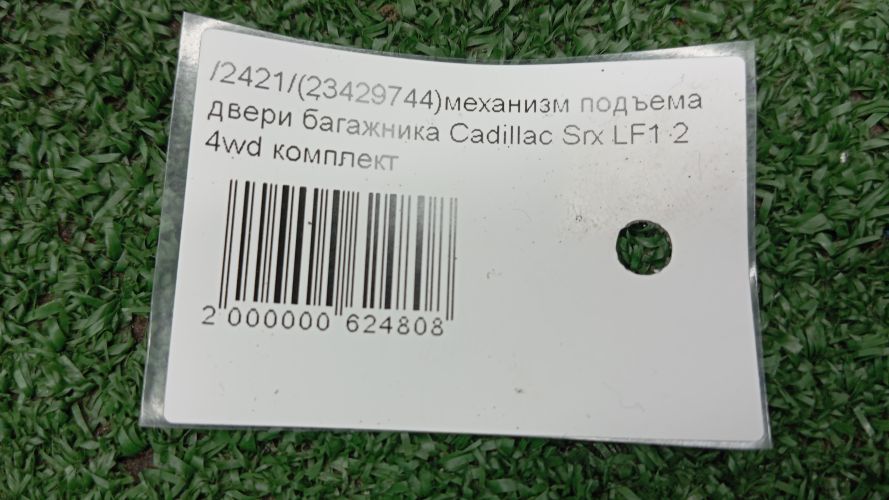 /2421/(23429744)механизм подъема
двери багажника Cadillac Srx LF1 2
4wd комплект
2 000000 624808